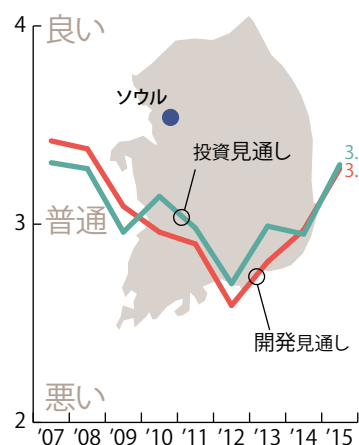 4
良い
ソウル
投資見通し
3.
3.
3
普通
開発見通し
悪い
2
'07 '08 '09 '10 '11 '12 '13 '14 '15